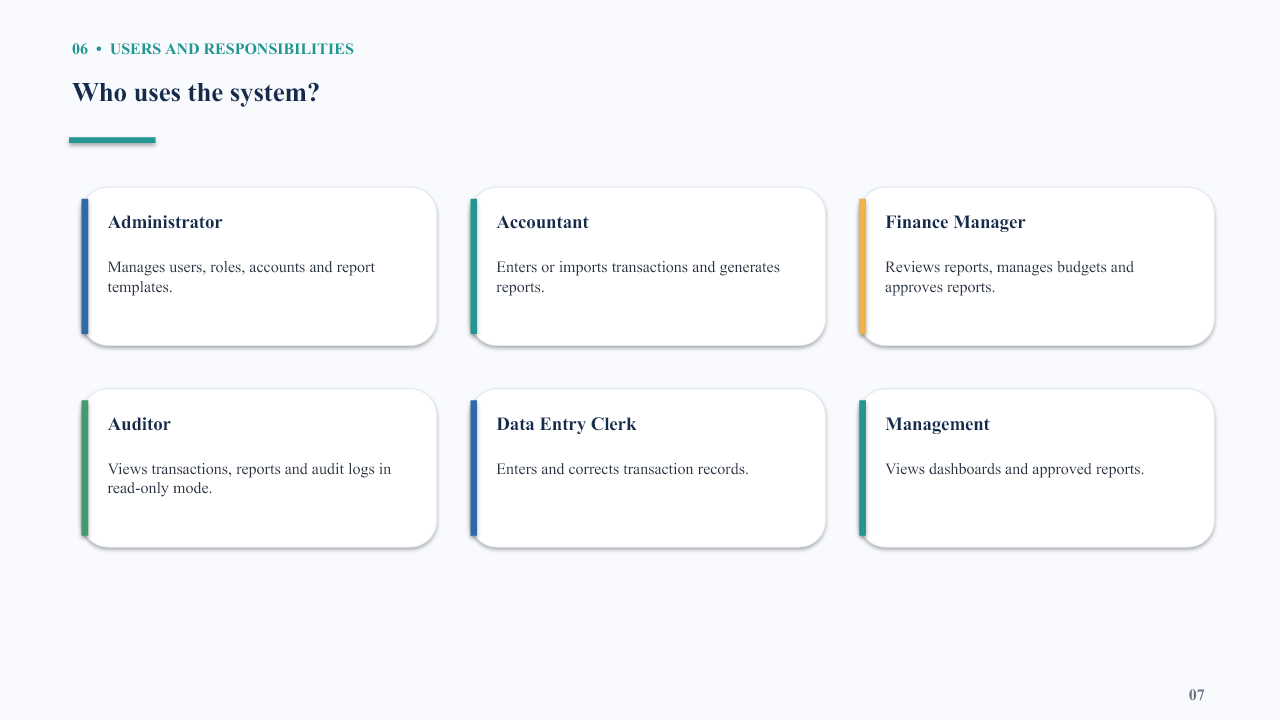 06 • USERS AND RESPONSIBILITIES
Who uses the system?
Administrator
Manages users, roles, accounts and report
templates.
Accountant
Enters or imports transactions and generates
reports.
Finance Manager
Reviews reports, manages budgets and
approves reports.
Auditor
Views transactions, reports and audit logs in
read-only mode.
Data Entry Clerk
Enters and corrects transaction records.
Management
Views dashboards and approved reports.
07